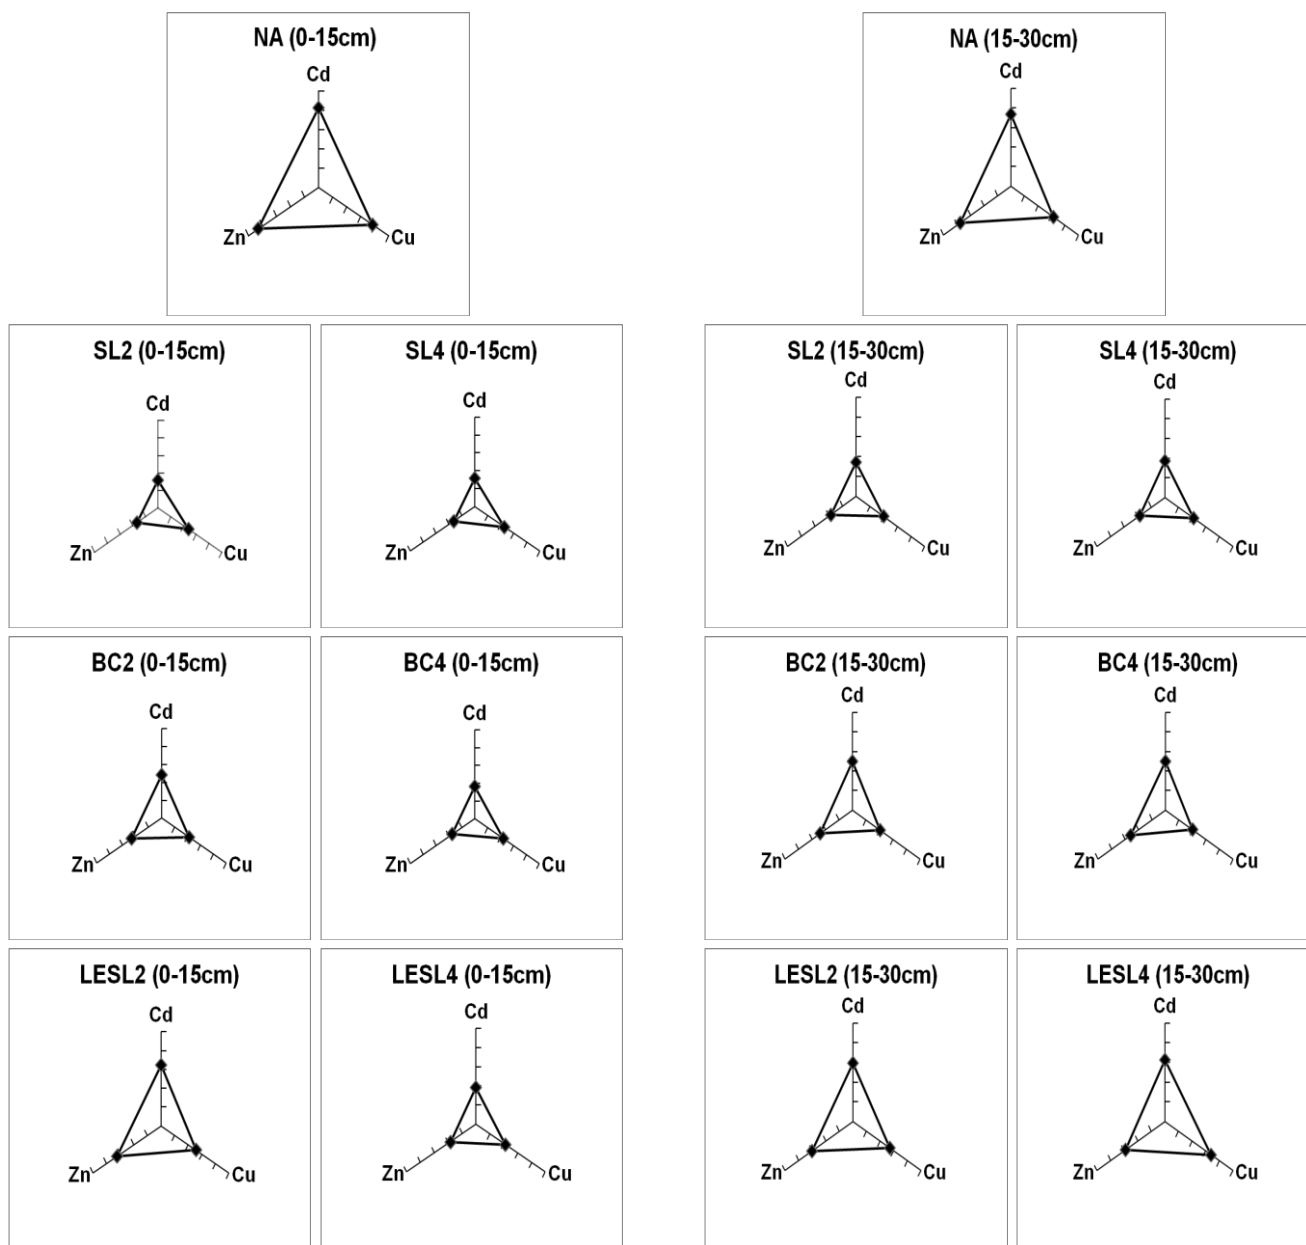 NA (0-15cm)
Cd
Zn
Cu
NA (15-30cm)
Cd
Zn
Cu
SL2 (0-15cm)
Cd
Zn
Cu
SL4 (0-15cm)
Cd
Zn
Cu
SL2 (15-30cm)
Cd
Zn
Cu
SL4 (15-30cm)
Cd
Zn
Cu
BC2 (0-15cm)
Cd
Zn
Cu
BC4 (0-15cm)
Cd
Zn
Cu
BC2 (15-30cm)
Cd
Zn
Cu
BC4 (15-30cm)
Cd
Zn
Cu
LESL2 (0-15cm)
Cd
Zn
Cu
LESL4 (0-15cm)
Cd
Zn
Cu
LESL2 (15-30cm)
Cd
Zn
Cu
LESL4 (15-30cm)
Cd
Zn
Cu